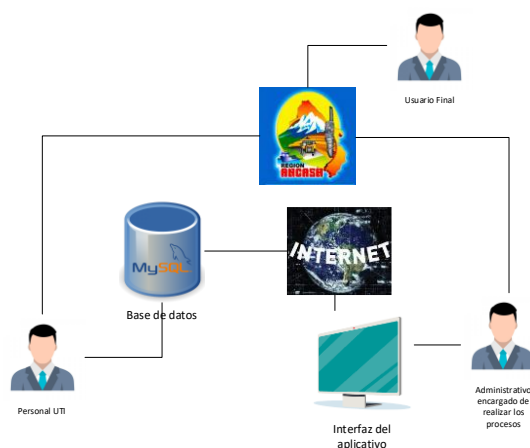 Usuario Final
REGION
ANCASH
INTERNET
MySQL
Base de datos
Personal UTI
Interfaz del
aplicativo
Administrativo
encargado de
realizar los
procesos